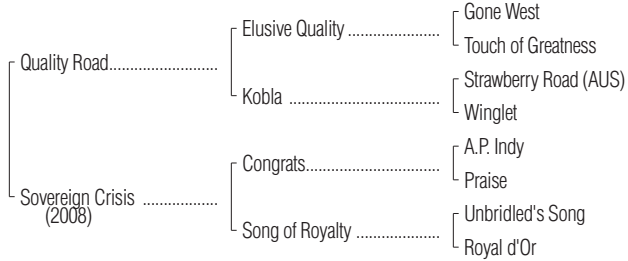 Gone West
Elusive Quality ....................
Touch of Greatness
Quality Road..........................
Strawberry Road (AUS)
Kobla .................................
Winglet
A.P. Indy
Congrats..............................
Praise
Sovereign Crisis ..................
(2008)
Unbridled's Song
Song of Royalty ...................
Royal d'Or